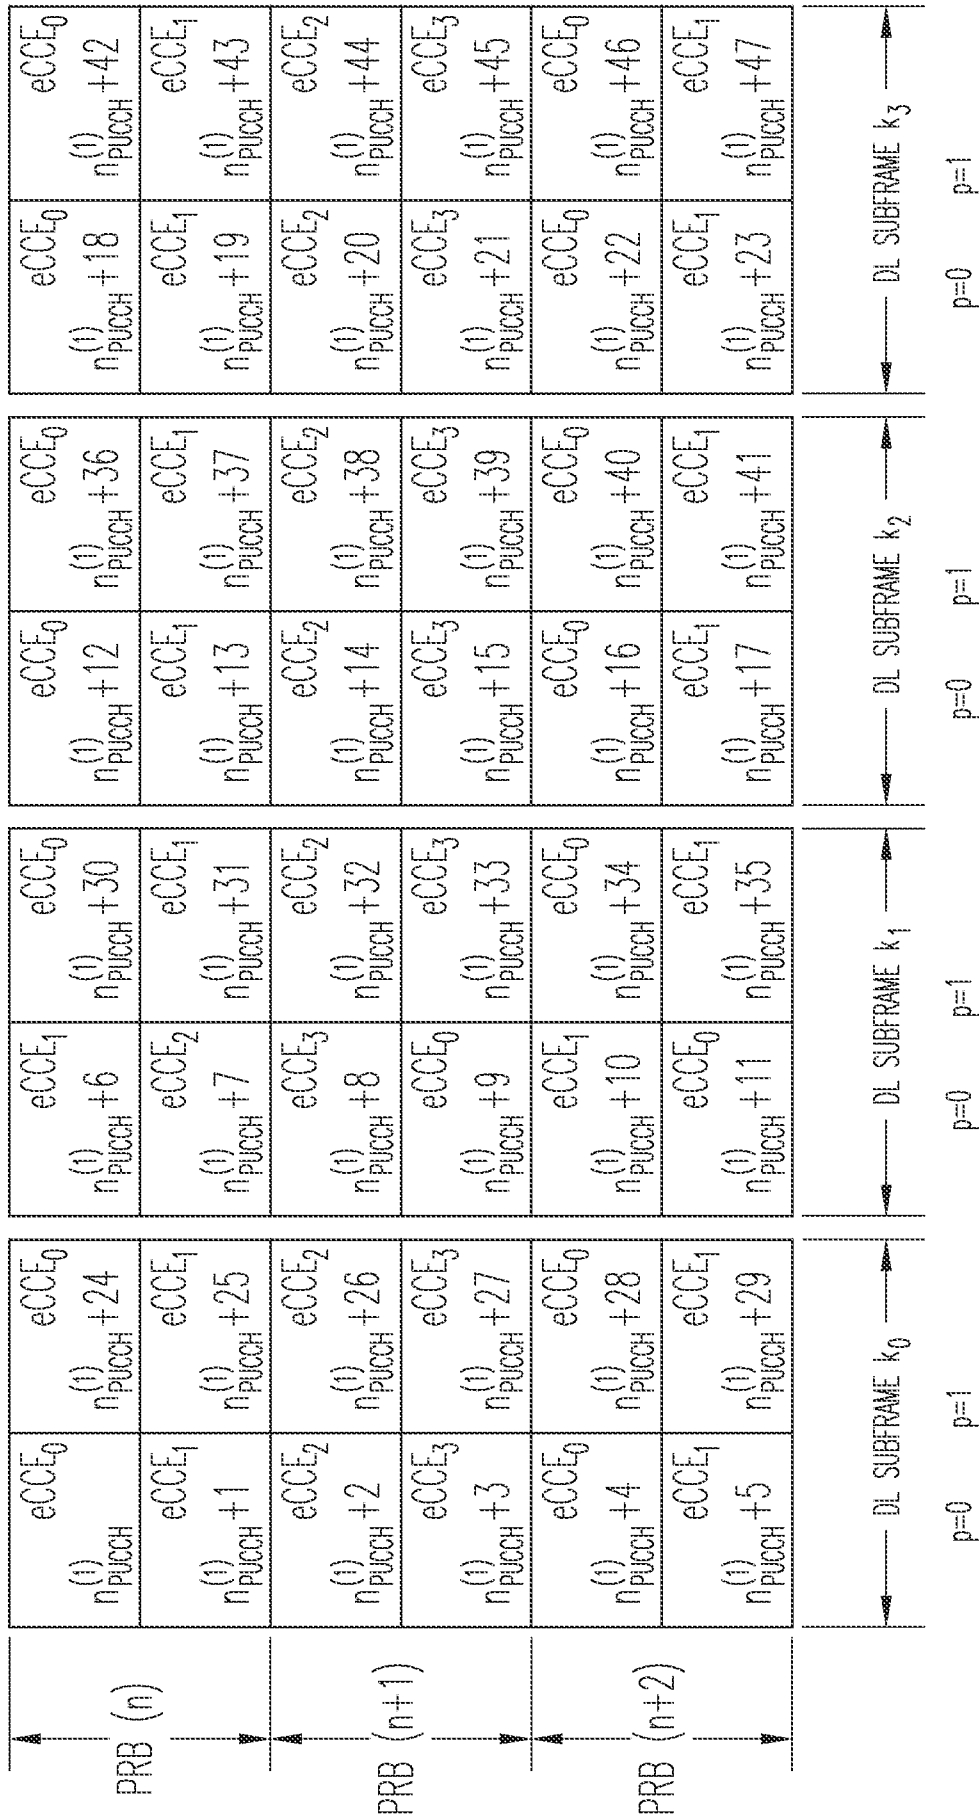 eCCE₀ eCCE₀ eCCE₁ eCCE₀ eCCE₀ eCCE₀ eCCE₀ eCCE₀
n⁽¹⁾PUCCH n⁽¹⁾PUCCH+24 n⁽¹⁾PUCCH+6 n⁽¹⁾PUCCH+30 n⁽¹⁾PUCCH+12 n⁽¹⁾PUCCH+36 n⁽¹⁾PUCCH+18 n⁽¹⁾PUCCH+42
PRB (n)
eCCE₁ eCCE₁ eCCE₂ eCCE₁ eCCE₁ eCCE₁ eCCE₁ eCCE₁
n⁽¹⁾PUCCH+1 n⁽¹⁾PUCCH+25 n⁽¹⁾PUCCH+7 n⁽¹⁾PUCCH+31 n⁽¹⁾PUCCH+13 n⁽¹⁾PUCCH+37 n⁽¹⁾PUCCH+19 n⁽¹⁾PUCCH+43
eCCE₂ eCCE₂ eCCE₃ eCCE₂ eCCE₂ eCCE₂ eCCE₂ eCCE₂
n⁽¹⁾PUCCH+2 n⁽¹⁾PUCCH+26 n⁽¹⁾PUCCH+8 n⁽¹⁾PUCCH+32 n⁽¹⁾PUCCH+14 n⁽¹⁾PUCCH+38 n⁽¹⁾PUCCH+20 n⁽¹⁾PUCCH+44
PRB (n+1)
eCCE₃ eCCE₃ eCCE₀ eCCE₃ eCCE₃ eCCE₃ eCCE₃ eCCE₃
n⁽¹⁾PUCCH+3 n⁽¹⁾PUCCH+27 n⁽¹⁾PUCCH+9 n⁽¹⁾PUCCH+33 n⁽¹⁾PUCCH+15 n⁽¹⁾PUCCH+39 n⁽¹⁾PUCCH+21 n⁽¹⁾PUCCH+45
eCCE₀ eCCE₀ eCCE₁ eCCE₀ eCCE₀ eCCE₀ eCCE₀ eCCE₀
n⁽¹⁾PUCCH+4 n⁽¹⁾PUCCH+28 n⁽¹⁾PUCCH+10 n⁽¹⁾PUCCH+34 n⁽¹⁾PUCCH+16 n⁽¹⁾PUCCH+40 n⁽¹⁾PUCCH+22 n⁽¹⁾PUCCH+46
PRB (n+2)
eCCE₁ eCCE₁ eCCE₀ eCCE₁ eCCE₁ eCCE₁ eCCE₁ eCCE₁
n⁽¹⁾PUCCH+5 n⁽¹⁾PUCCH+29 n⁽¹⁾PUCCH+11 n⁽¹⁾PUCCH+35 n⁽¹⁾PUCCH+17 n⁽¹⁾PUCCH+41 n⁽¹⁾PUCCH+23 n⁽¹⁾PUCCH+47
DL SUBFRAME k₀ DL SUBFRAME k₁ DL SUBFRAME k₂ DL SUBFRAME k₃
p=0 p=1 p=0 p=1 p=0 p=1 p=0 p=1